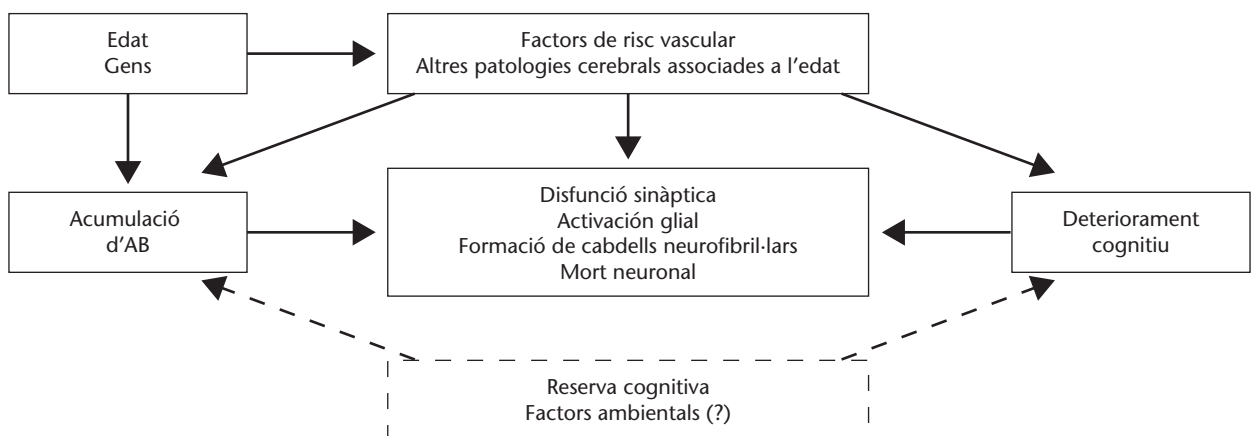 Edat
Gens
Factors de risc vascular
Altres patologies cerebrals associades a l'edat
Acumulació
d'AB
Disfunció sinàptica
Activación glial
Formació de cabdells neurofibril·lars
Mort neuronal
Deteriorament
cognitiu
Reserva cognitiva
Factors ambientals (?)